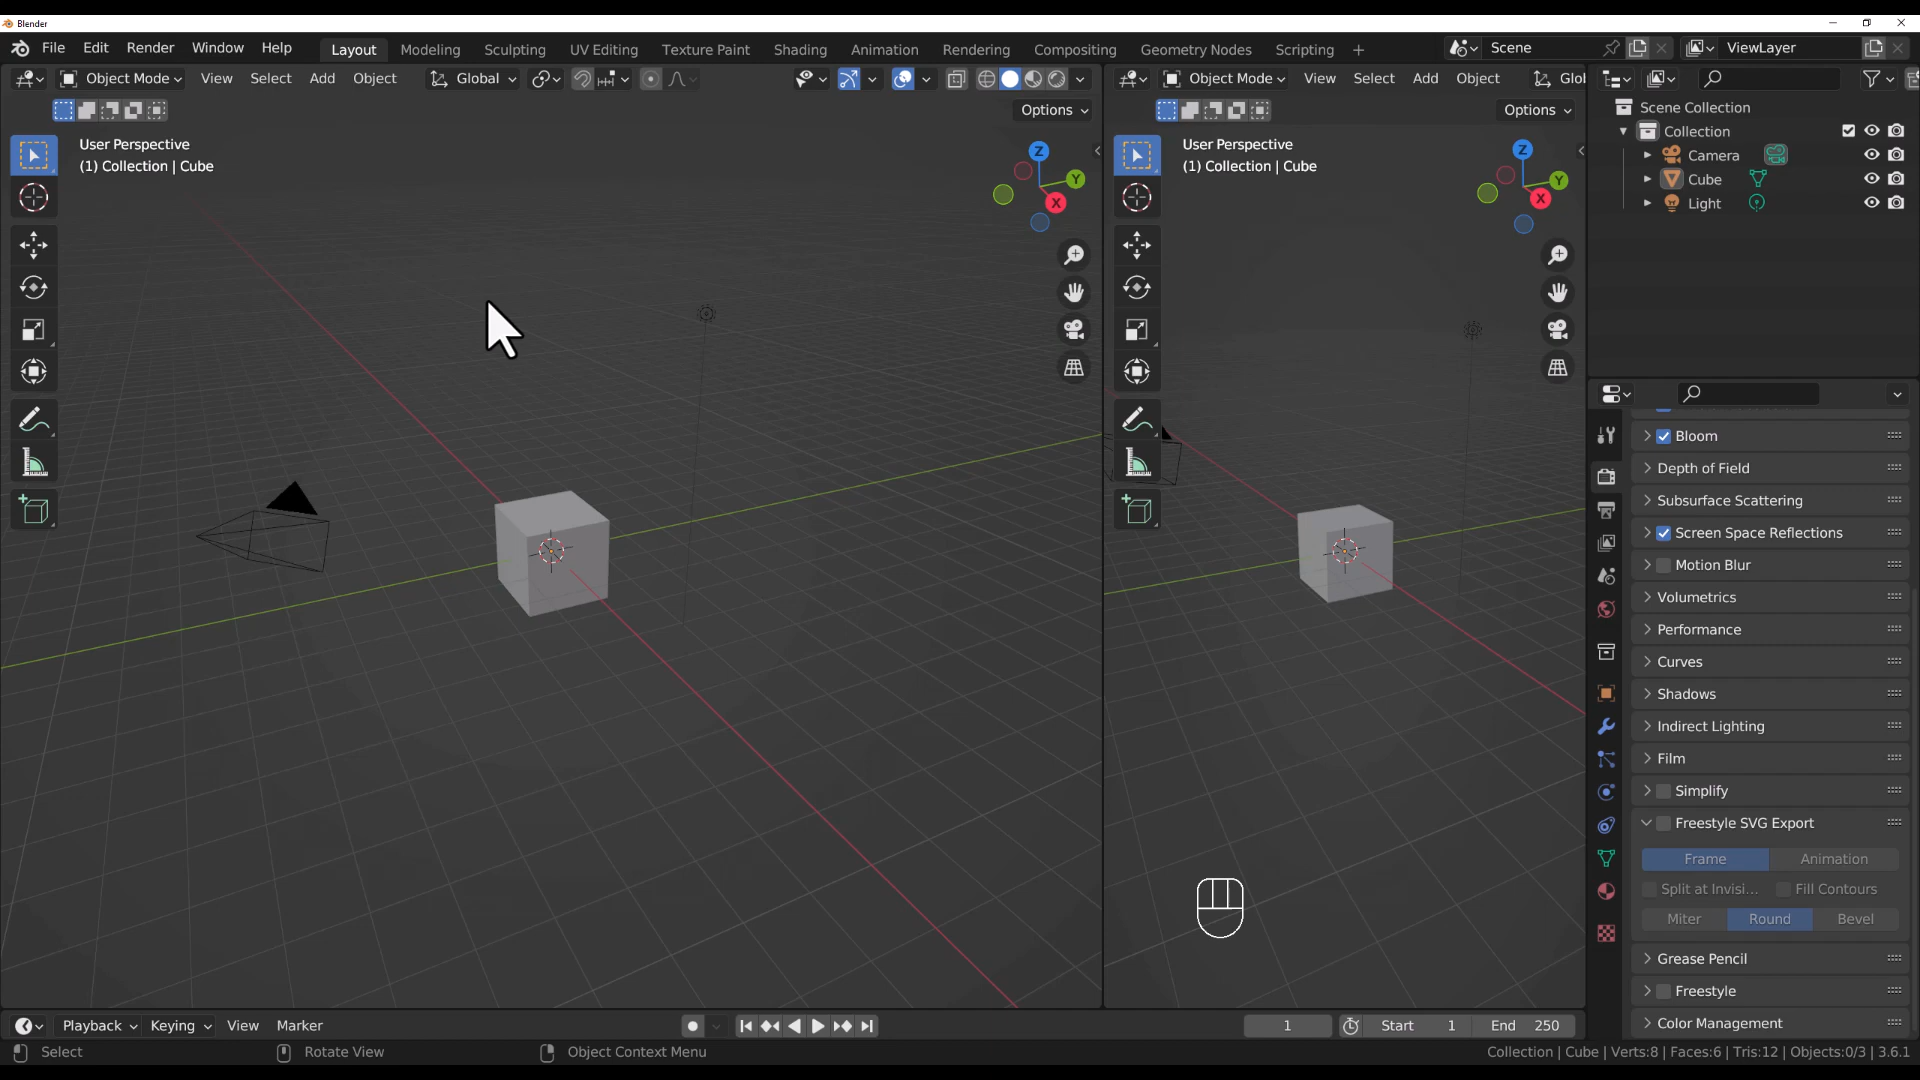 Blender
File Edit Render Window Help Layout Modeling Sculpting UV Editing Texture Paint Shading Animation Rendering Compositing Geometry Nodes Scripting + Scene ViewLayer
Object Mode View Select Add Object Global
Options
User Perspective
(1) Collection | Cube
Z
Y
X
Object Mode View Select Add Object Glo
Options
User Perspective
(1) Collection | Cube
Z
Y
X
Scene Collection
Collection
Camera
Cube
Light
Bloom
Depth of Field
Subsurface Scattering
Screen Space Reflections
Motion Blur
Volumetrics
Performance
Curves
Shadows
Indirect Lighting
Film
Simplify
Freestyle SVG Export
Frame Animation
Split at Invisi... Fill Contours
Miter Round Bevel
Grease Pencil
Freestyle
Color Management
Playback Keying View Marker 1 Start 1 End 250
Select Rotate View Object Context Menu Collection | Cube | Verts:8 | Faces:6 | Tris:12 | Objects:0/3 | 3.6.1